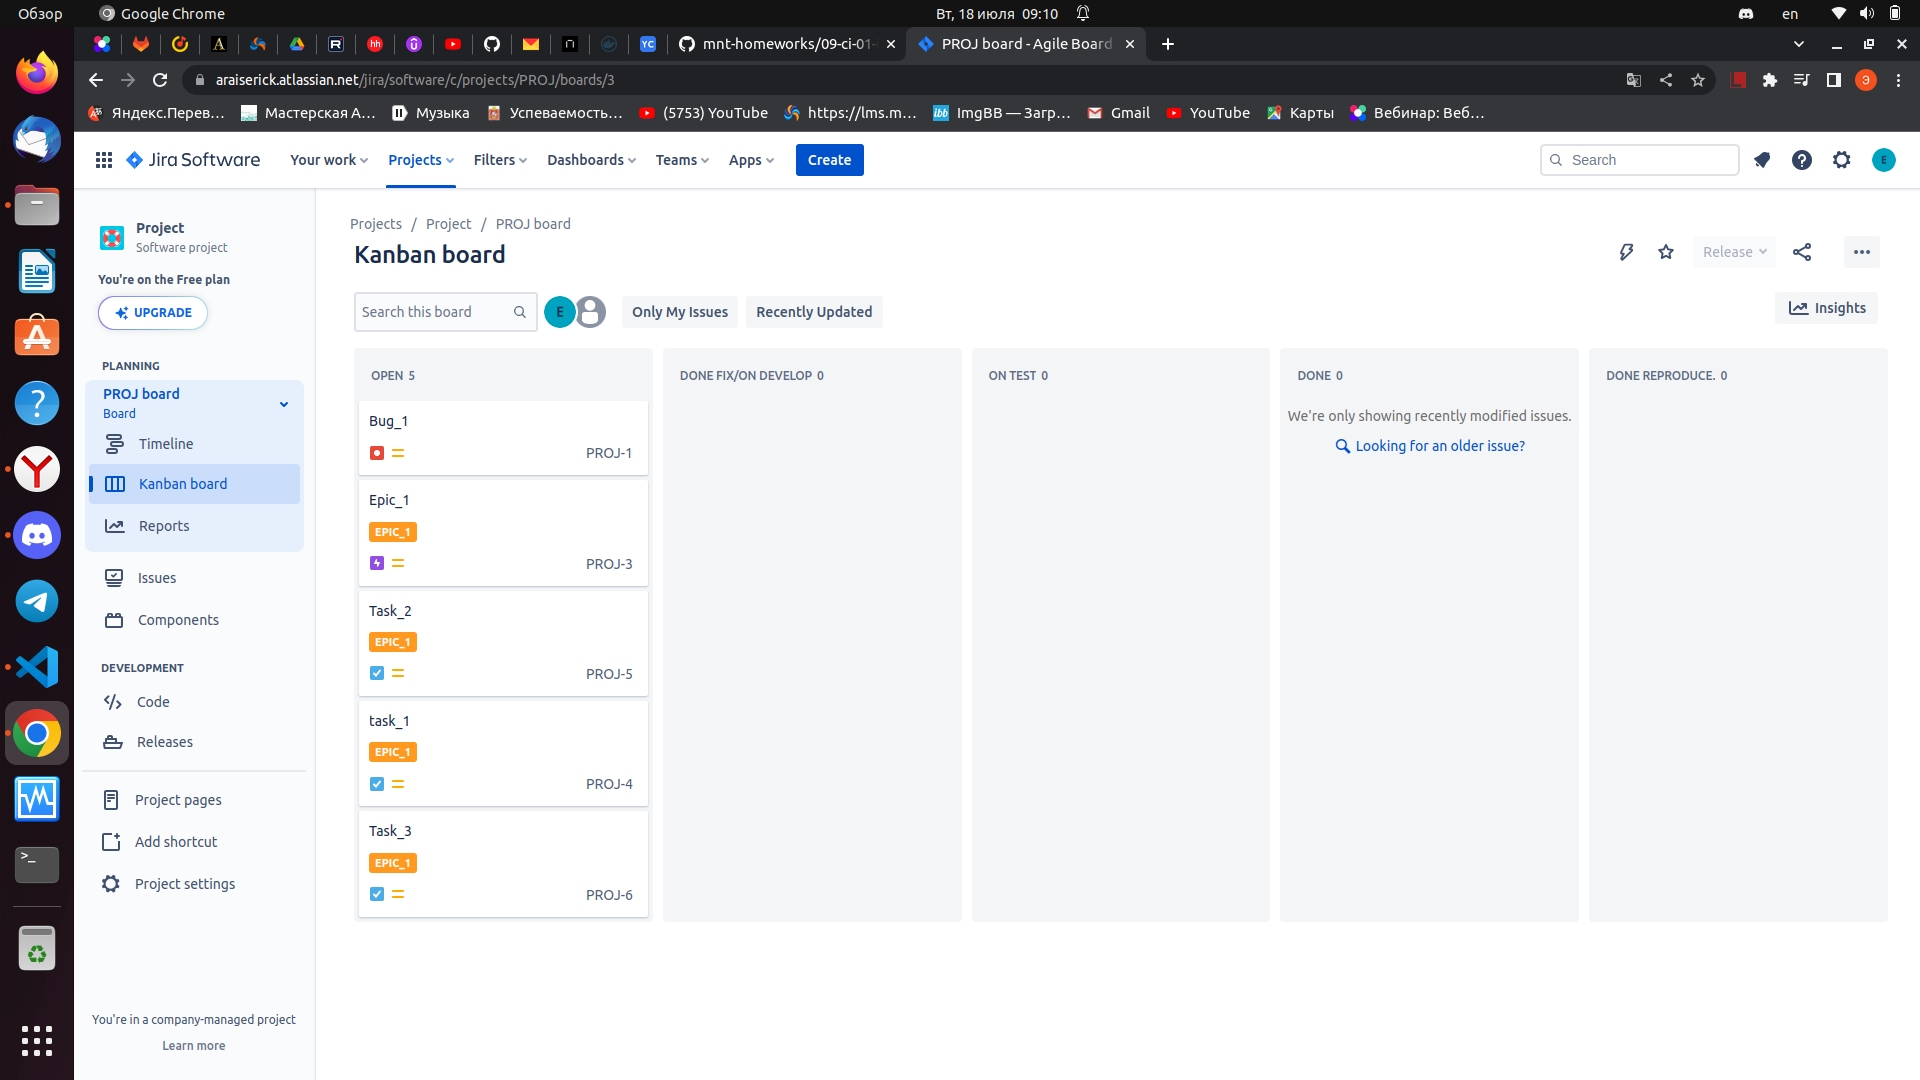 Обзор
Google Chrome
Вт, 18 июля 09:10
en
mnt-homeworks/09-ci-01-
PROJ board - Agile Board
araiserick.atlassian.net/jira/software/c/projects/PROJ/boards/3
Э
Яндекс.Перев…
Мастерская А…
Музыка
Успеваемость…
(5753) YouTube
https://lms.m…
ImgBB — Загр…
Gmail
YouTube
Карты
Вебинар: Веб…
Jira Software
Your work
Projects
Filters
Dashboards
Teams
Apps
Create
Search
E
Project
Software project
You're on the Free plan
UPGRADE
PLANNING
PROJ board
Board
Timeline
Kanban board
Reports
Issues
Components
DEVELOPMENT
Code
Releases
Project pages
Add shortcut
Project settings
You're in a company-managed project
Learn more
Projects / Project / PROJ board
Kanban board
Release
Search this board
E
Only My Issues
Recently Updated
Insights
OPEN 5
Bug_1
PROJ-1
Epic_1
EPIC_1
PROJ-3
Task_2
EPIC_1
PROJ-5
task_1
EPIC_1
PROJ-4
Task_3
EPIC_1
PROJ-6
DONE FIX/ON DEVELOP 0
ON TEST 0
DONE 0
We're only showing recently modified issues.
Looking for an older issue?
DONE REPRODUCE. 0